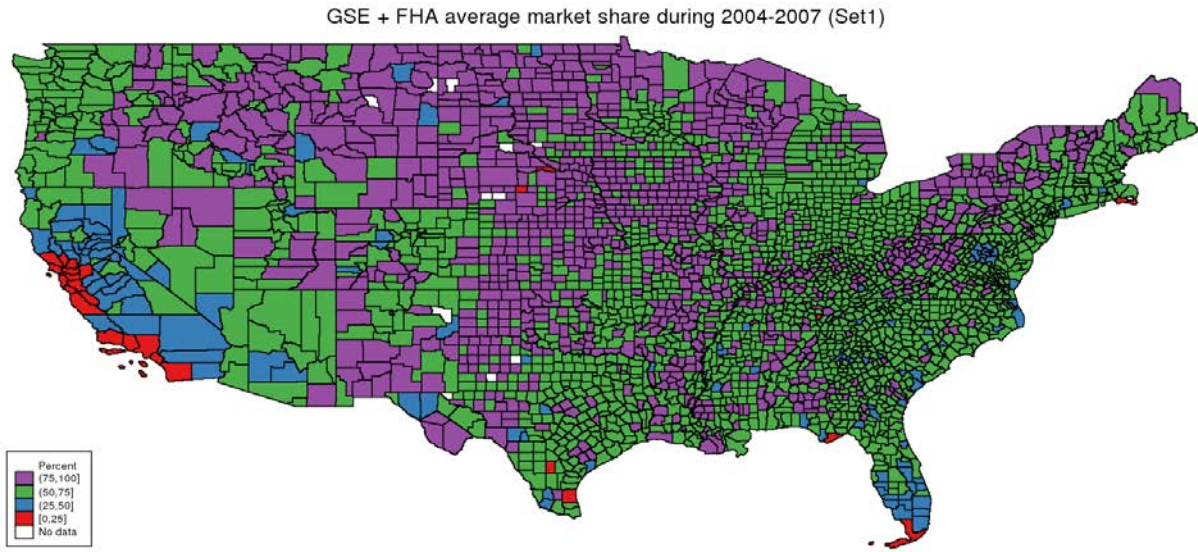 GSE + FHA average market share during 2004-2007 (Set1)
Percent
(75,100]
(50,75]
(25,50]
[0,25]
No data